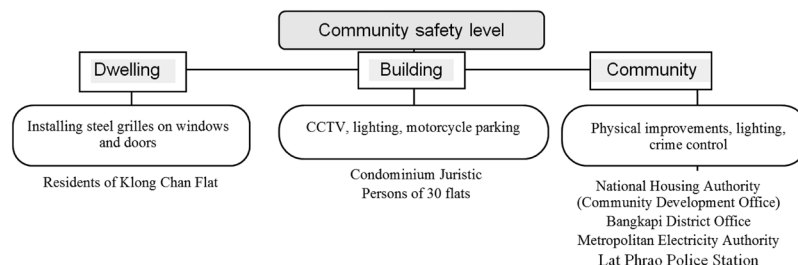 Community safety level
Dwelling
Building
Community
Installing steel grilles on windows
and doors
CCTV, lighting, motorcycle parking
Physical improvements, lighting,
crime control
Residents of Klong Chan Flat
Condominium Juristic
Persons of 30 flats
National Housing Authority
(Community Development Office)
Bangkapi District Office
Metropolitan Electricity Authority
Lat Phrao Police Station